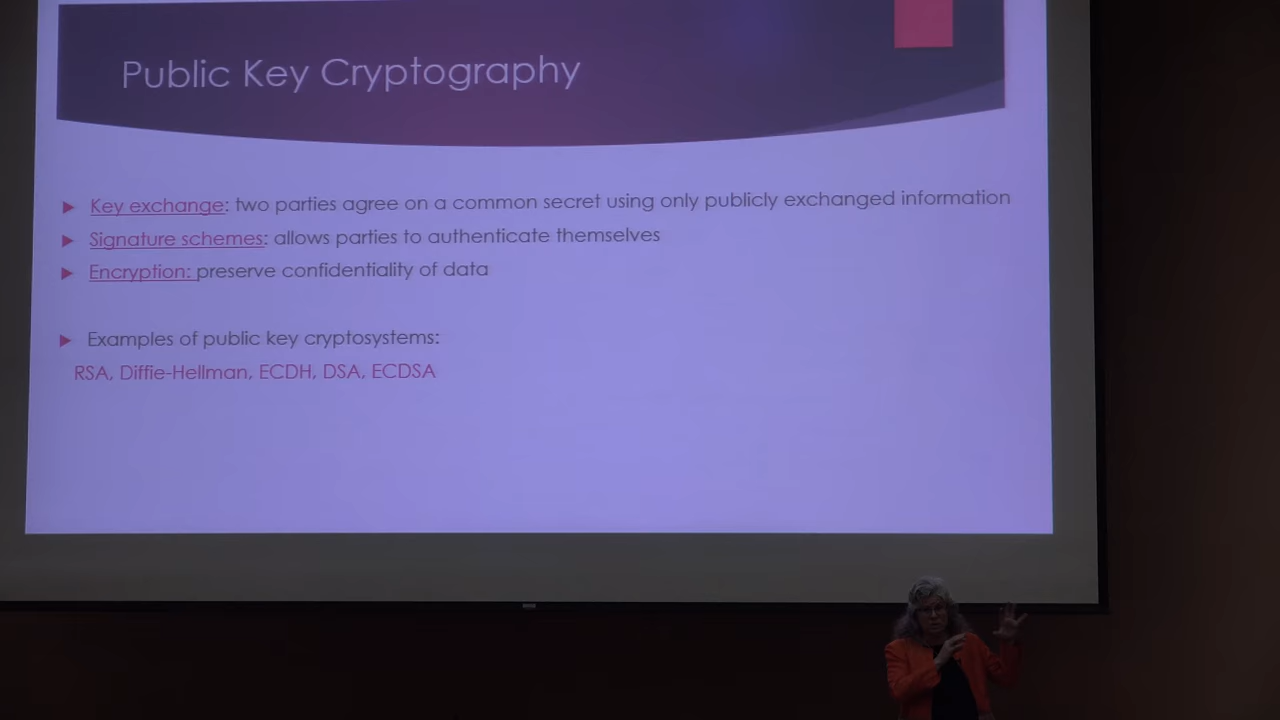 Public Key Cryptography
Key exchange: two parties agree on a common secret using only publicly exchanged information
Signature schemes: allows parties to authenticate themselves
Encryption: preserve confidentiality of data
Examples of public key cryptosystems:
RSA, Diffie-Hellman, ECDH, DSA, ECDSA